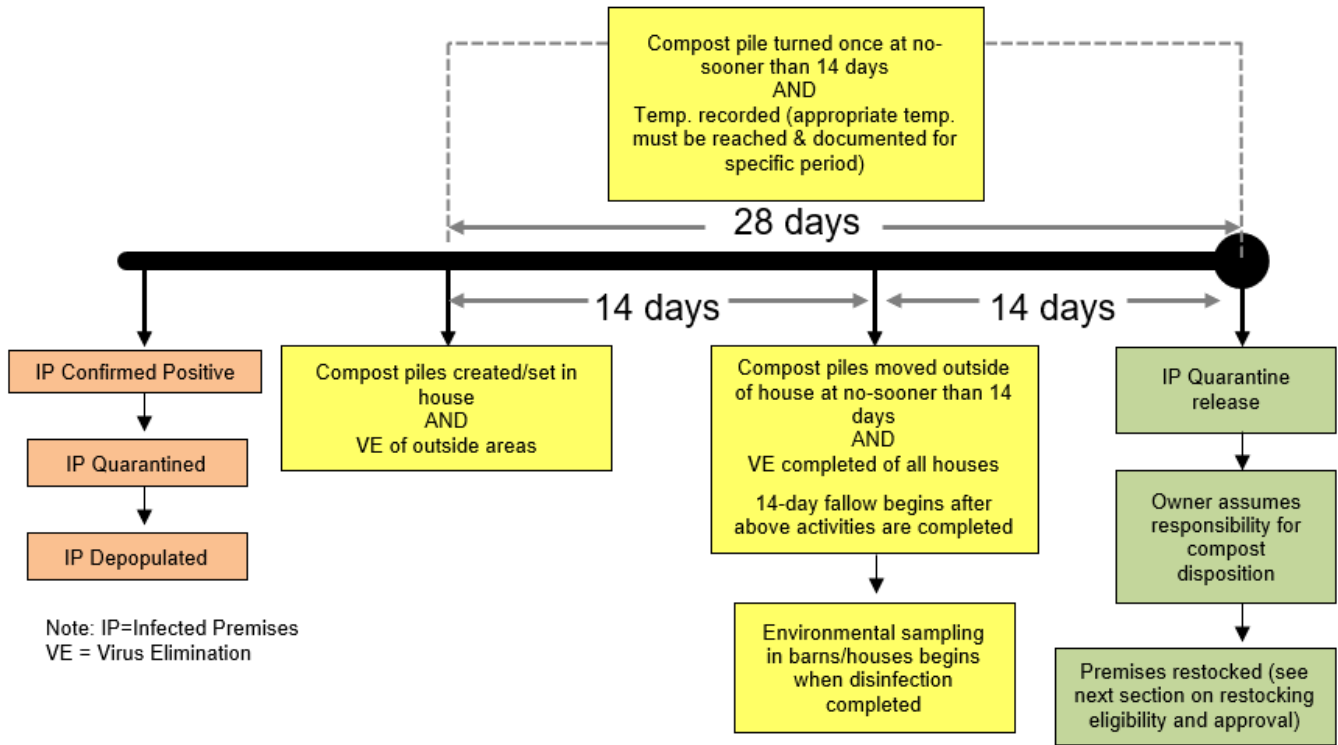 Compost pile turned once at no-
sooner than 14 days
AND
Temp. recorded (appropriate temp.
must be reached & documented for
specific period)
28 days
14 days
14 days
IP Confirmed Positive
IP Quarantined
IP Depopulated
Note: IP=Infected Premises
VE = Virus Elimination
Compost piles created/set in
house
AND
VE of outside areas
Compost piles moved outside
of house at no-sooner than 14
days
AND
VE completed of all houses
14-day fallow begins after
above activities are completed
Environmental sampling
in barns/houses begins
when disinfection
completed
IP Quarantine
release
Owner assumes
responsibility for
compost
disposition
Premises restocked (see
next section on restocking
eligibility and approval)